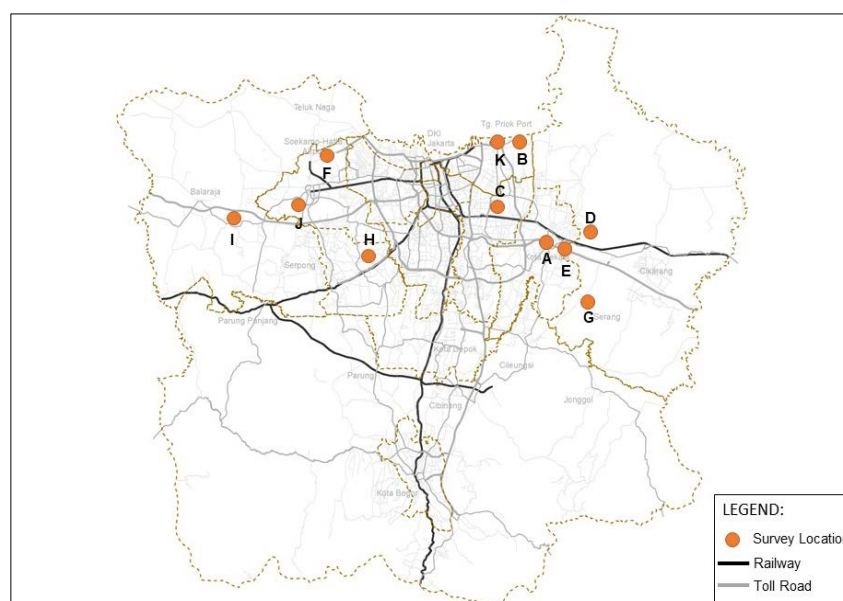 Teluk Naga
Tg. Priok Port
DKI
Jakarta
Soekarno-Hatta
K
B
F
Balaraja
C
J
I
D
H
A
E
Serpong
Cikarang
G
Serang
Parung Panjang
Kota Depok
Cileungsi
Parung
Jonggol
Cibinong
Kota Bogor
LEGEND:
Survey Location
Railway
Toll Road